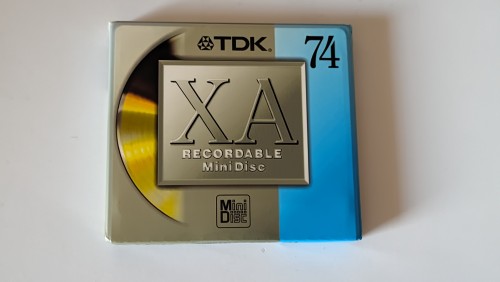 TDK
74
XA
RECORDABLE
MiniDisc
Mini
Disc